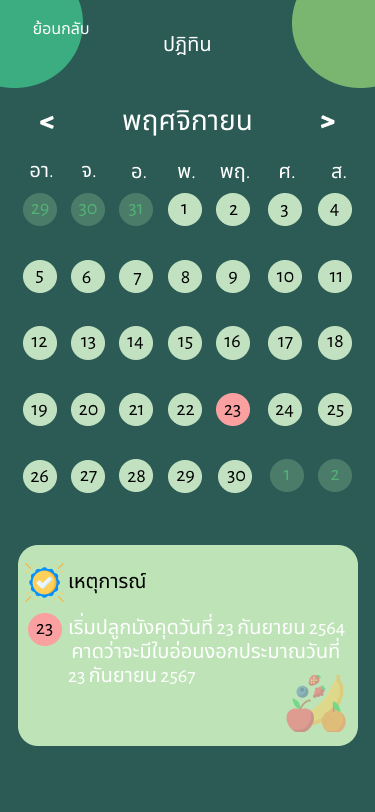 ย้อนกลับ
ปฎิทิน
< พฤศจิกายน >
อา. จ. อ. พ. พฤ. ศ. ส.
29 30 31 1 2 3 4
5 6 7 8 9 10 11
12 13 14 15 16 17 18
19 20 21 22 23 24 25
26 27 28 29 30 1 2
เหตุการณ์
23 เริ่มปลูกมังคุดวันที่ 23 กันยายน 2564
คาดว่าจะมีใบอ่อนงอกประมาณวันที่
23 กันยายน 2567